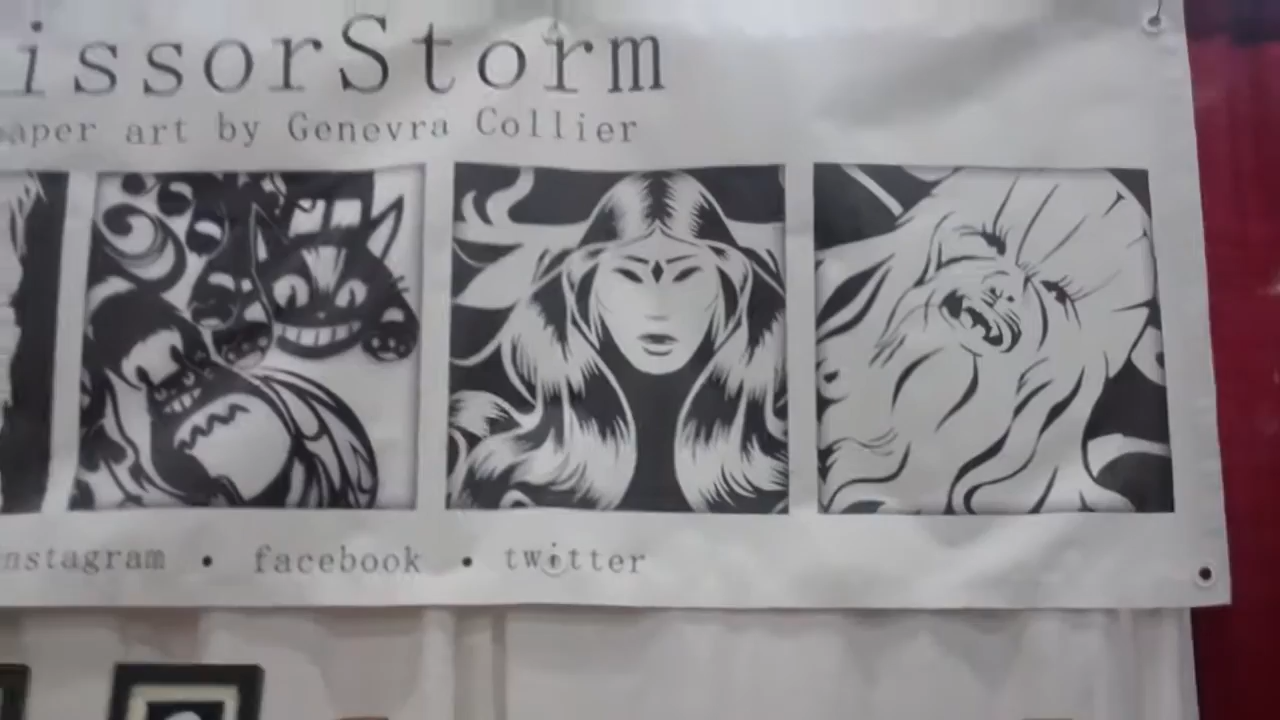 issorStorm
aper art by Genevra Collier
nstagram • facebook • twitter